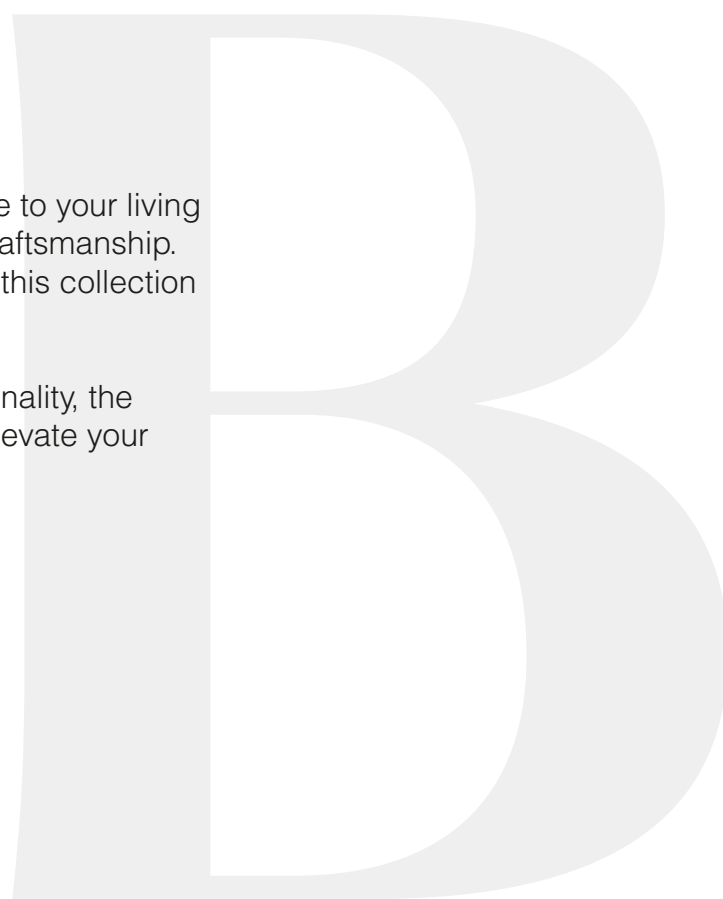 e to your living
aftsmanship.
this collection
nality, the
evate your
B